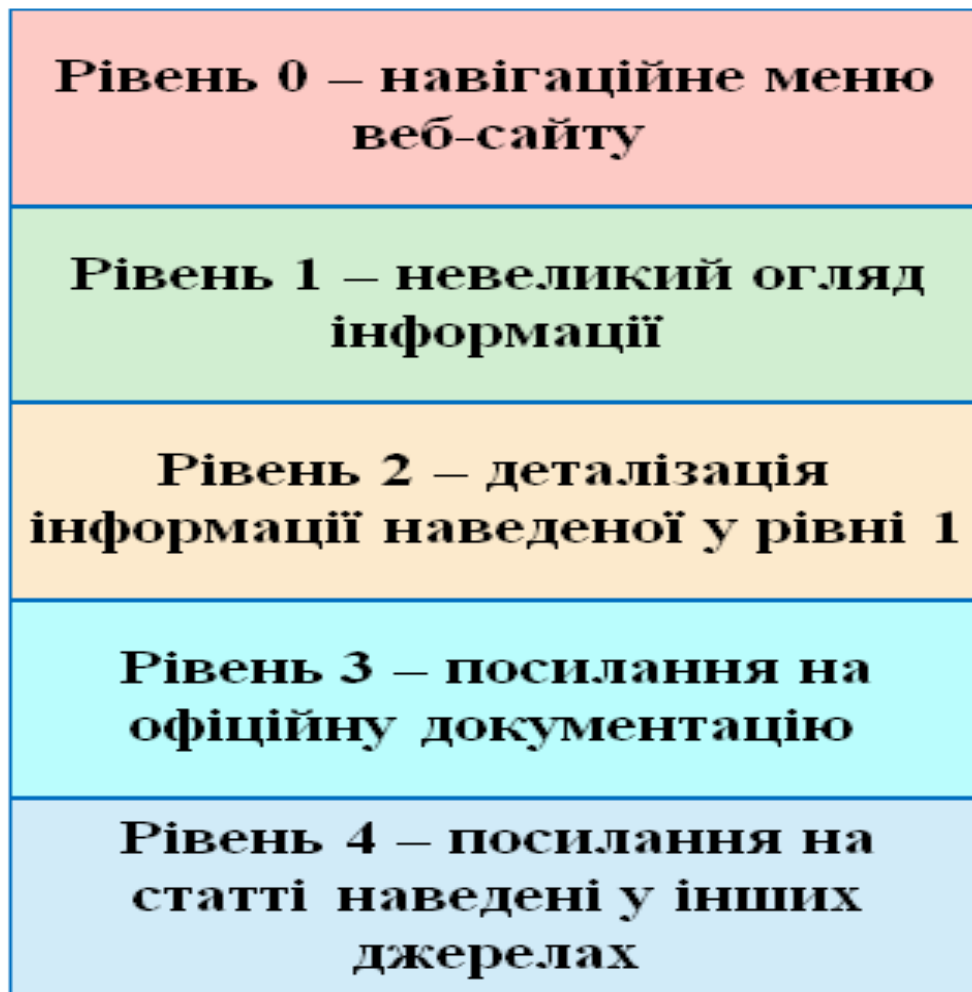 Рівень 0 – навігаційне меню
веб-сайту
Рівень 1 – невеликий огляд
інформації
Рівень 2 – деталізація
інформації наведеної у рівні 1
Рівень 3 – посилання на
офіційну документацію
Рівень 4 – посилання на
статті наведені у інших
джерелах